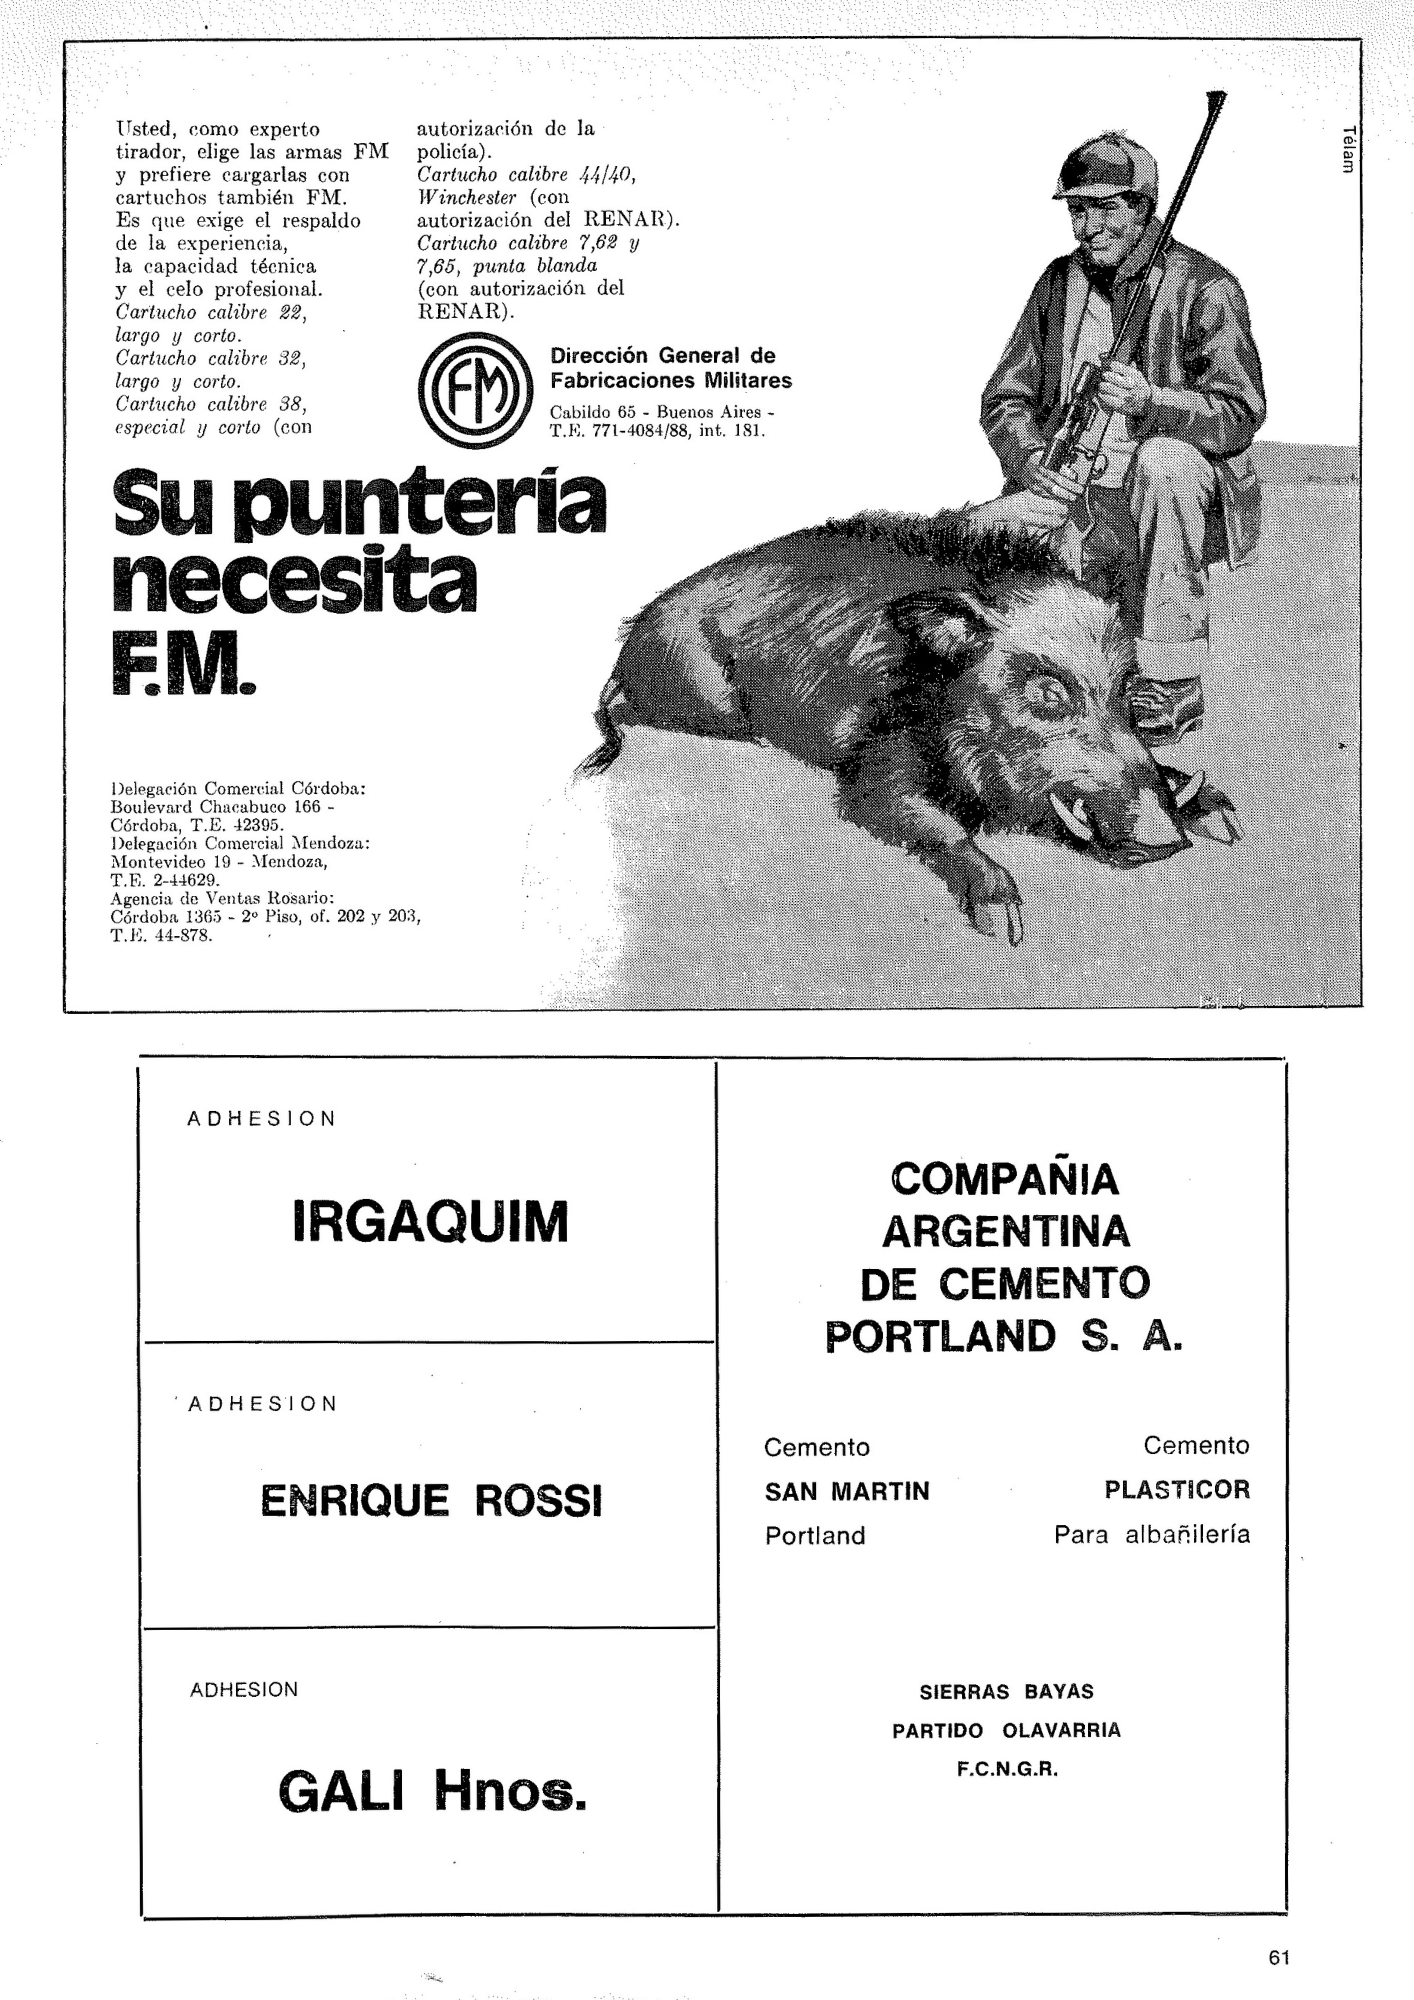 Usted, como experto
tirador, elige las armas FM
y prefiere cargarlas con
cartuchos también FM.
Es que exige el respaldo
de la experiencia,
la capacidad técnica
y el celo profesional.
Cartucho calibre 22,
largo y corto.
Cartucho calibre 32,
largo y corto.
Cartucho calibre 38,
especial y corto (con
autorización de la
policía).
Cartucho calibre 44/40,
Winchester (con
autorización del RENAR).
Cartucho calibre 7,62 y
7,65, punta blanda
(con autorización del
RENAR).
FM
Dirección General de
Fabricaciones Militares
Cabildo 65 - Buenos Aires -
T.E. 771-4084/88, int. 181.
Télam
Su puntería
necesita
F.M.
Delegación Comercial Córdoba:
Boulevard Chacabuco 166 -
Córdoba, T.E. 42395.
Delegación Comercial Mendoza:
Montevideo 19 - Mendoza,
T.E. 2-44629.
Agencia de Ventas Rosario:
Córdoba 1365 - 2º Piso, of. 202 y 203,
T.E. 44-878.
ADHESION
IRGAQUIM
ADHESION
ENRIQUE ROSSI
ADHESION
GALI Hnos.
COMPAÑIA
ARGENTINA
DE CEMENTO
PORTLAND S. A.
Cemento
SAN MARTIN
Portland
Cemento
PLASTICOR
Para albañilería
SIERRAS BAYAS
PARTIDO OLAVARRIA
F.C.N.G.R.
61